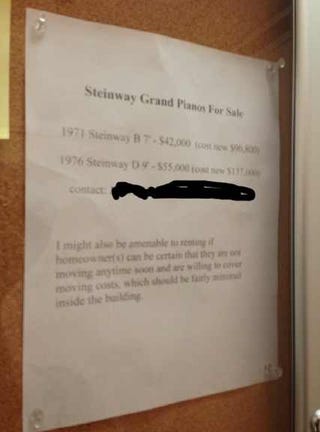 Steinway Grand Pianos For Sale
1971 Steinway B 7' - $42,000 (cost new $96,800)
1976 Steinway D 9' - $55,000 (cost new $137,000)
contact:
I might also be amenable to renting if
homeowner(s) can be certain that they are not
moving anytime soon and are willing to cover
moving costs, which should be fairly minimal
inside the building.